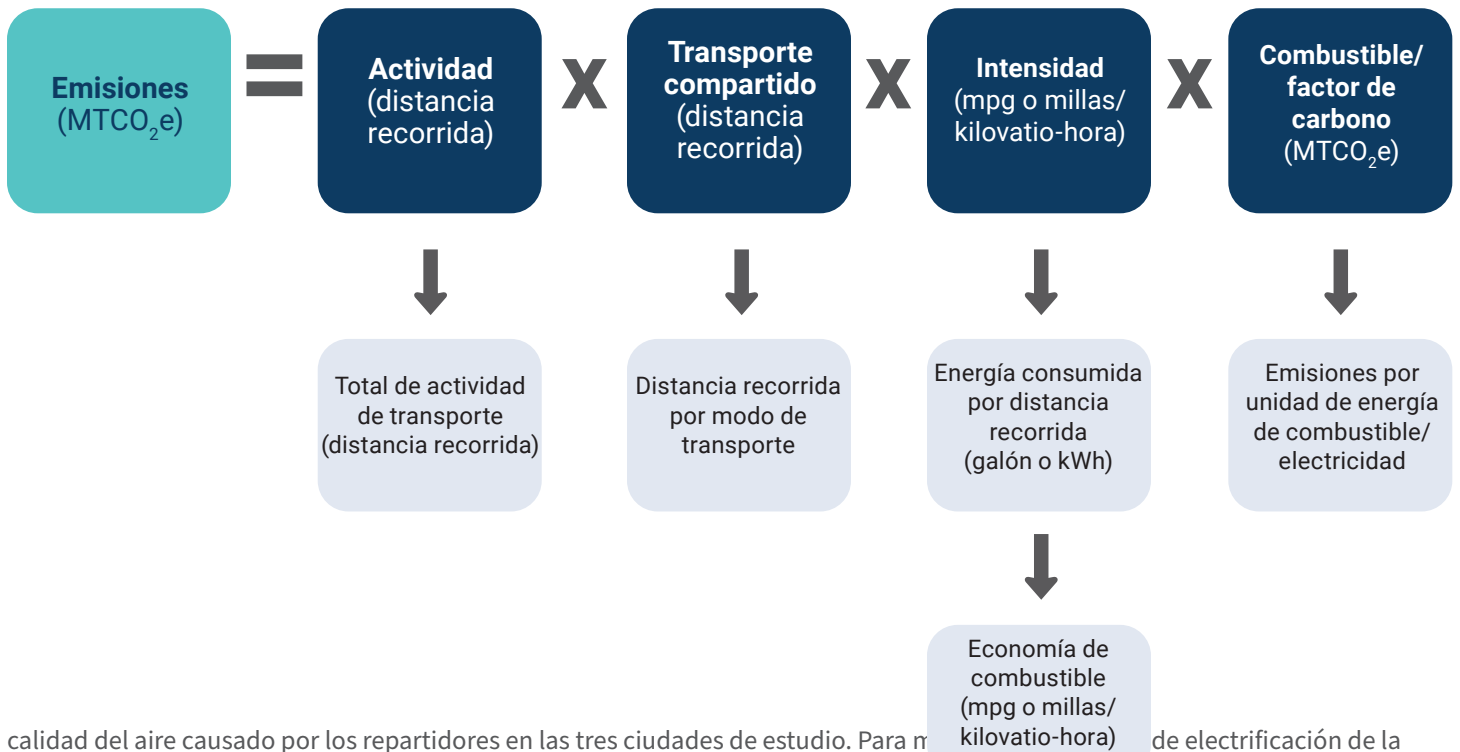 Emisiones
(MTCO₂e)
=
Actividad
(distancia
recorrida)
X
Transporte
compartido
(distancia
recorrida)
X
Intensidad
(mpg o millas/
kilovatio-hora)
X
Combustible/
factor de
carbono
(MTCO₂e)
Total de actividad
de transporte
(distancia recorrida)
Distancia recorrida
por modo de
transporte
Energía consumida
por distancia
recorrida
(galón o kWh)
Emisiones por
unidad de energía
de combustible/
electricidad
Economía de
combustible
(mpg o millas/
kilovatio-hora)
calidad del aire causado por los repartidores en las tres ciudades de estudio. Para de electrificación de la